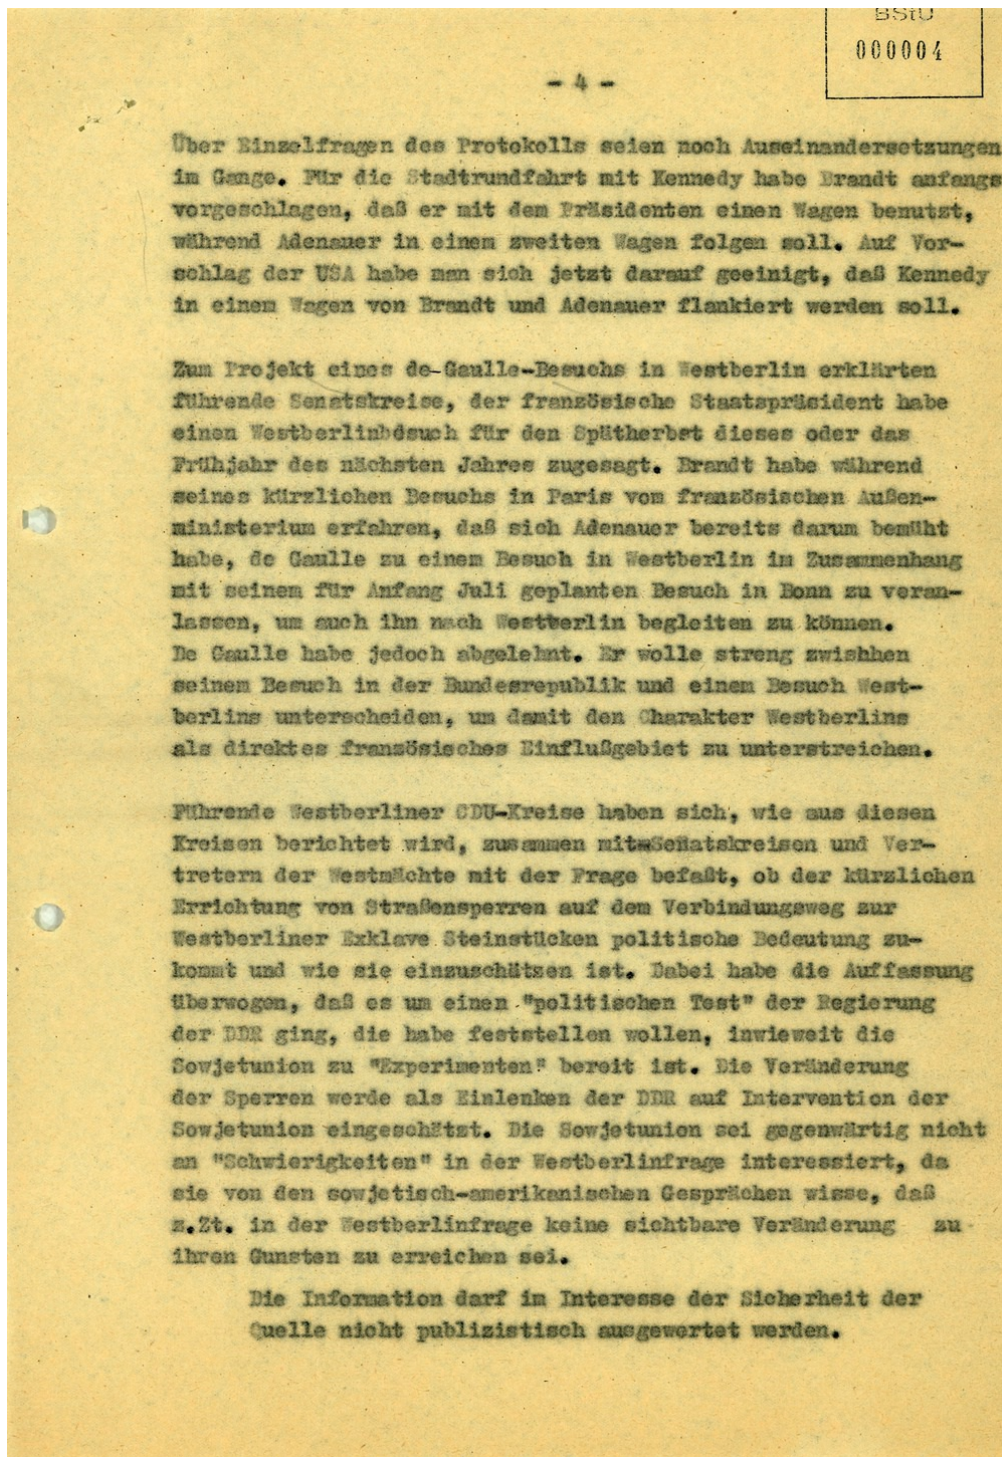 BStU
000004
- 4 -
Über Einzelfragen des Protokolls seien noch Auseinandersetzungen
im Gange. Für die Stadtrundfahrt mit Kennedy habe Brandt anfangs
vorgeschlagen, daß er mit dem Präsidenten einen Wagen benutzt,
während Adenauer in einem zweiten Wagen folgen soll. Auf Vor-
schlag der USA habe man sich jetzt darauf geeinigt, daß Kennedy
in einem Wagen von Brandt und Adenauer flankiert werden soll.
Zum Projekt eines de-Gaulle-Besuchs in Westberlin erklärten
führende Senatskreise, der französische Staatspräsident habe
einen Westberlinbdsuch für den Spätherbst dieses oder das
Frühjahr des nächsten Jahres zugesagt. Brandt habe während
seines kürzlichen Besuchs in Paris vom französischen Außen-
ministerium erfahren, daß sich Adenauer bereits darum bemüht
habe, de Gaulle zu einem Besuch in Westberlin im Zusammenhang
mit seinem für Anfang Juli geplanten Besuch in Bonn zu veran-
lassen, um auch ihn nach Westberlin begleiten zu können.
De Gaulle habe jedoch abgelehnt. Er wolle streng zwishhen
seinem Besuch in der Bundesrepublik und einem Besuch West-
berlins unterscheiden, um damit den Charakter Westberlins
als direktes französisches Einflußgebiet zu unterstreichen.
Führende Westberliner CDU-Kreise haben sich, wie aus diesen
Kreisen berichtet wird, zusammen mit Senatskreisen und Ver-
tretern der Westmächte mit der Frage befaßt, ob der kürzlichen
Errichtung von Straßensperren auf dem Verbindungsweg zur
Westberliner Exklave Steinstücken politische Bedeutung zu-
kommt und wie sie einzuschätzen ist. Dabei habe die Auffassung
überwogen, daß es um einen "politischen Test" der Regierung
der DDR ging, die habe feststellen wollen, inwieweit die
Sowjetunion zu "Experimenten" bereit ist. Die Veränderung
der Sperren werde als Einlenken der DDR auf Intervention der
Sowjetunion eingeschätzt. Die Sowjetunion sei gegenwärtig nicht
an "Schwierigkeiten" in der Westberlinfrage interessiert, da
sie von den sowjetisch-amerikanischen Gesprächen wisse, daß
z.Zt. in der Westberlinfrage keine sichtbare Veränderung zu
ihren Gunsten zu erreichen sei.
Die Information darf im Interesse der Sicherheit der
Quelle nicht publizistisch ausgewertet werden.